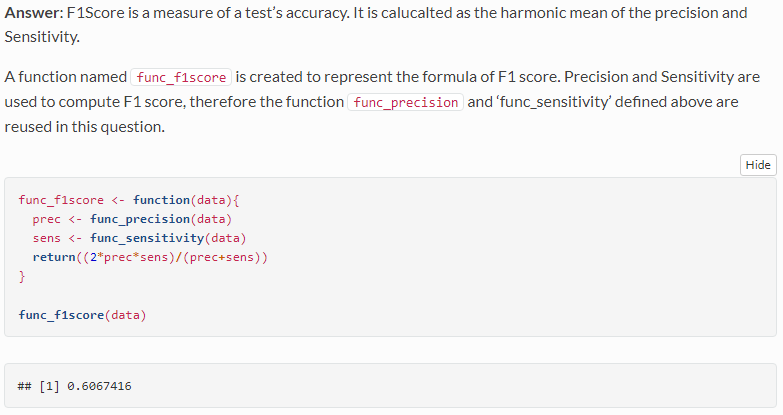 Answer: F1Score is a measure of a test’s accuracy. It is calucalted as the harmonic mean of the precision and
Sensitivity.
A function named func_f1score is created to represent the formula of F1 score. Precision and Sensitivity are
used to compute F1 score, therefore the function func_precision and ‘func_sensitivity’ defined above are
reused in this question.
Hide
func_f1score <- function(data){
  prec <- func_precision(data)
  sens <- func_sensitivity(data)
  return((2*prec*sens)/(prec+sens))
}
func_f1score(data)
## [1] 0.6067416